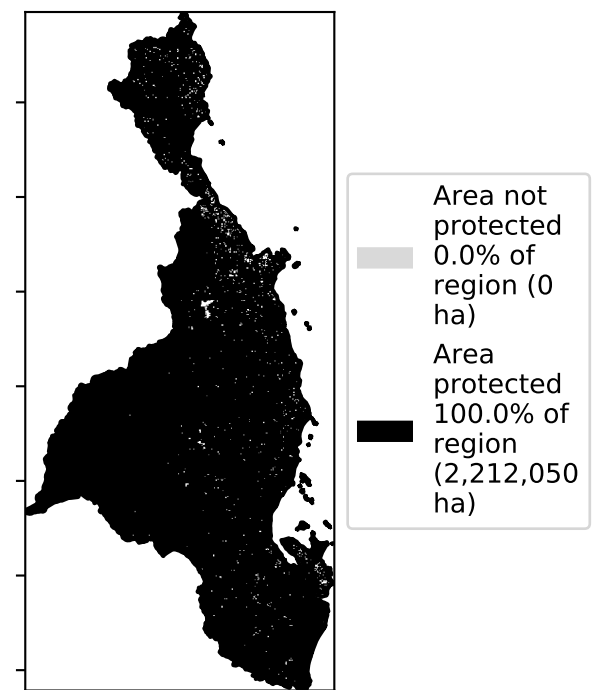 Area not
protected
0.0% of
region (0
ha)
Area
protected
100.0% of
region
(2,212,050
ha)